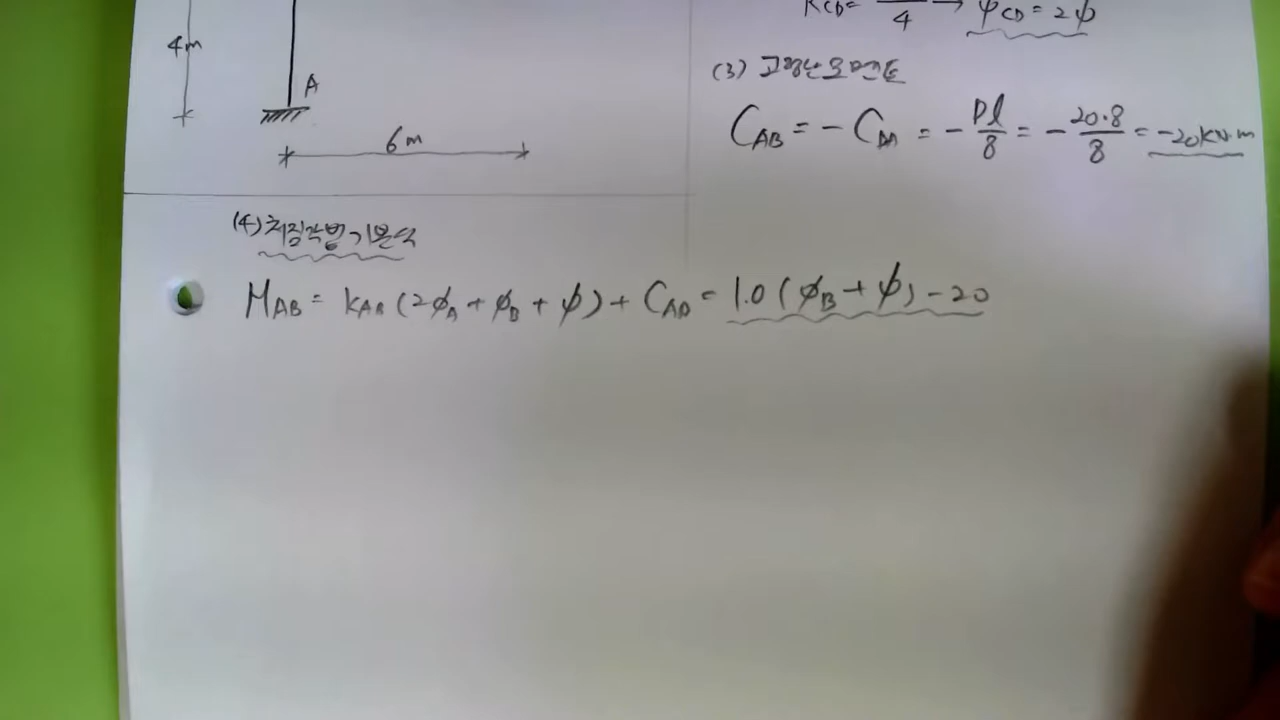 4m
A
6m
K_CD = — 4 → ψ_CD = 2ψ
(3) 고정단모멘트
C_AB = - C_BA = - Pl/8 = - 20·8/8 = -20kN·m
(4) 처짐각법 기본식
M_AB = K_AB (2φ_A + φ_B + ψ) + C_AB = 1.0 (φ_B + ψ) - 20